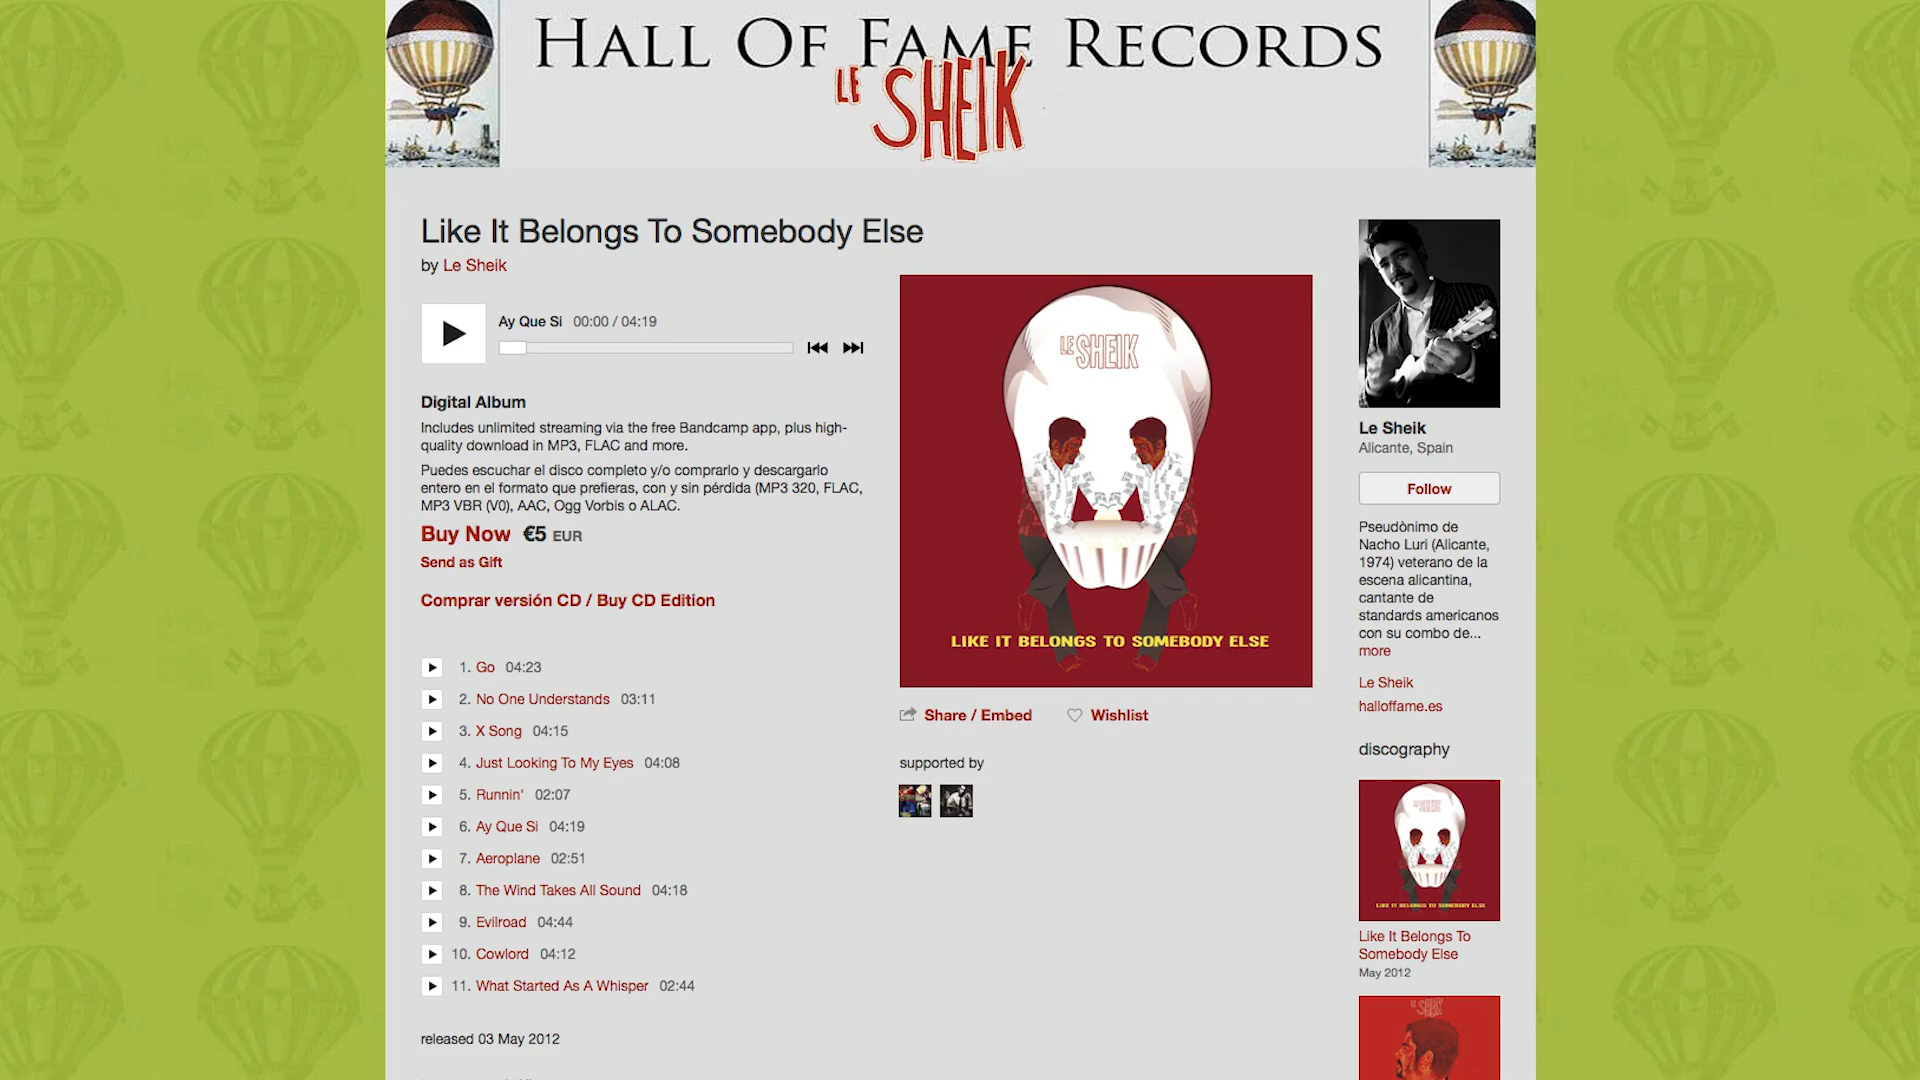 HALL OF FAME RECORDS
LE SHEIK
Like It Belongs To Somebody Else
by Le Sheik
Ay Que Si 00:00 / 04:19
Digital Album
Includes unlimited streaming via the free Bandcamp app, plus high-
quality download in MP3, FLAC and more.
Puedes escuchar el disco completo y/o comprarlo y descargarlo
entero en el formato que prefieras, con y sin pérdida (MP3 320, FLAC,
MP3 VBR (V0), AAC, Ogg Vorbis o ALAC.
Buy Now €5 EUR
Send as Gift
Comprar versión CD / Buy CD Edition
1. Go 04:23
2. No One Understands 03:11
3. X Song 04:15
4. Just Looking To My Eyes 04:08
5. Runnin' 02:07
6. Ay Que Si 04:19
7. Aeroplane 02:51
8. The Wind Takes All Sound 04:18
9. Evilroad 04:44
10. Cowlord 04:12
11. What Started As A Whisper 02:44
released 03 May 2012
LE SHEIK
LIKE IT BELONGS TO SOMEBODY ELSE
Share / Embed
Wishlist
supported by
Le Sheik
Alicante, Spain
Follow
Pseudònimo de
Nacho Luri (Alicante,
1974) veterano de la
escena alicantina,
cantante de
standards americanos
con su combo de...
more
Le Sheik
halloffame.es
discography
LE SHEIK
LIKE IT BELONGS TO SOMEBODY ELSE
Like It Belongs To
Somebody Else
May 2012
LE SHEIK